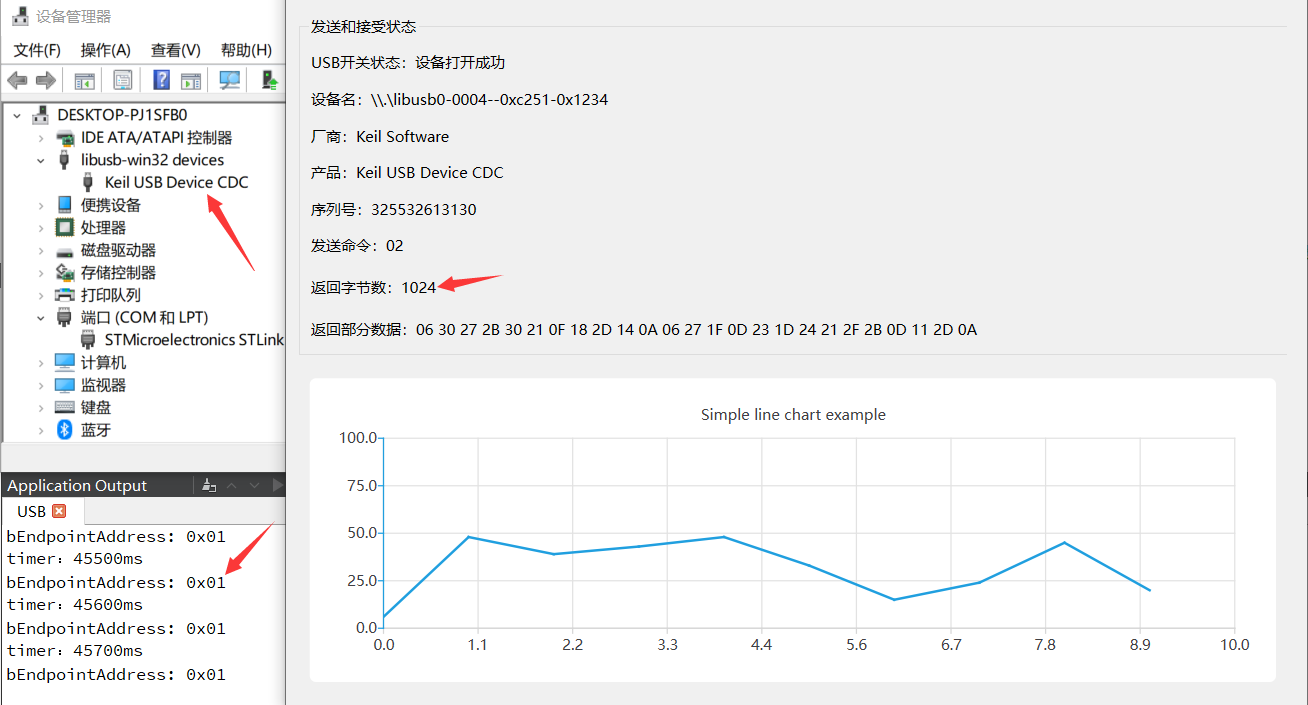 设备管理器
文件(F) 操作(A) 查看(V) 帮助(H)
DESKTOP-PJ1SFB0
IDE ATA/ATAPI 控制器
libusb-win32 devices
Keil USB Device CDC
便携设备
处理器
磁盘驱动器
存储控制器
打印队列
端口 (COM 和 LPT)
STMicroelectronics STLink
计算机
监视器
键盘
蓝牙
Application Output
USB
bEndpointAddress: 0x01
timer: 45500ms
bEndpointAddress: 0x01
timer: 45600ms
bEndpointAddress: 0x01
timer: 45700ms
bEndpointAddress: 0x01
发送和接受状态
USB开关状态：设备打开成功
设备名：\\.\libusb0-0004--0xc251-0x1234
厂商：Keil Software
产品：Keil USB Device CDC
序列号：325532613130
发送命令：02
返回字节数：1024
返回部分数据：06 30 27 2B 30 21 0F 18 2D 14 0A 06 27 1F 0D 23 1D 24 21 2F 2B 0D 11 2D 0A
Simple line chart example
100.0
75.0
50.0
25.0
0.0
0.0 1.1 2.2 3.3 4.4 5.6 6.7 7.8 8.9 10.0